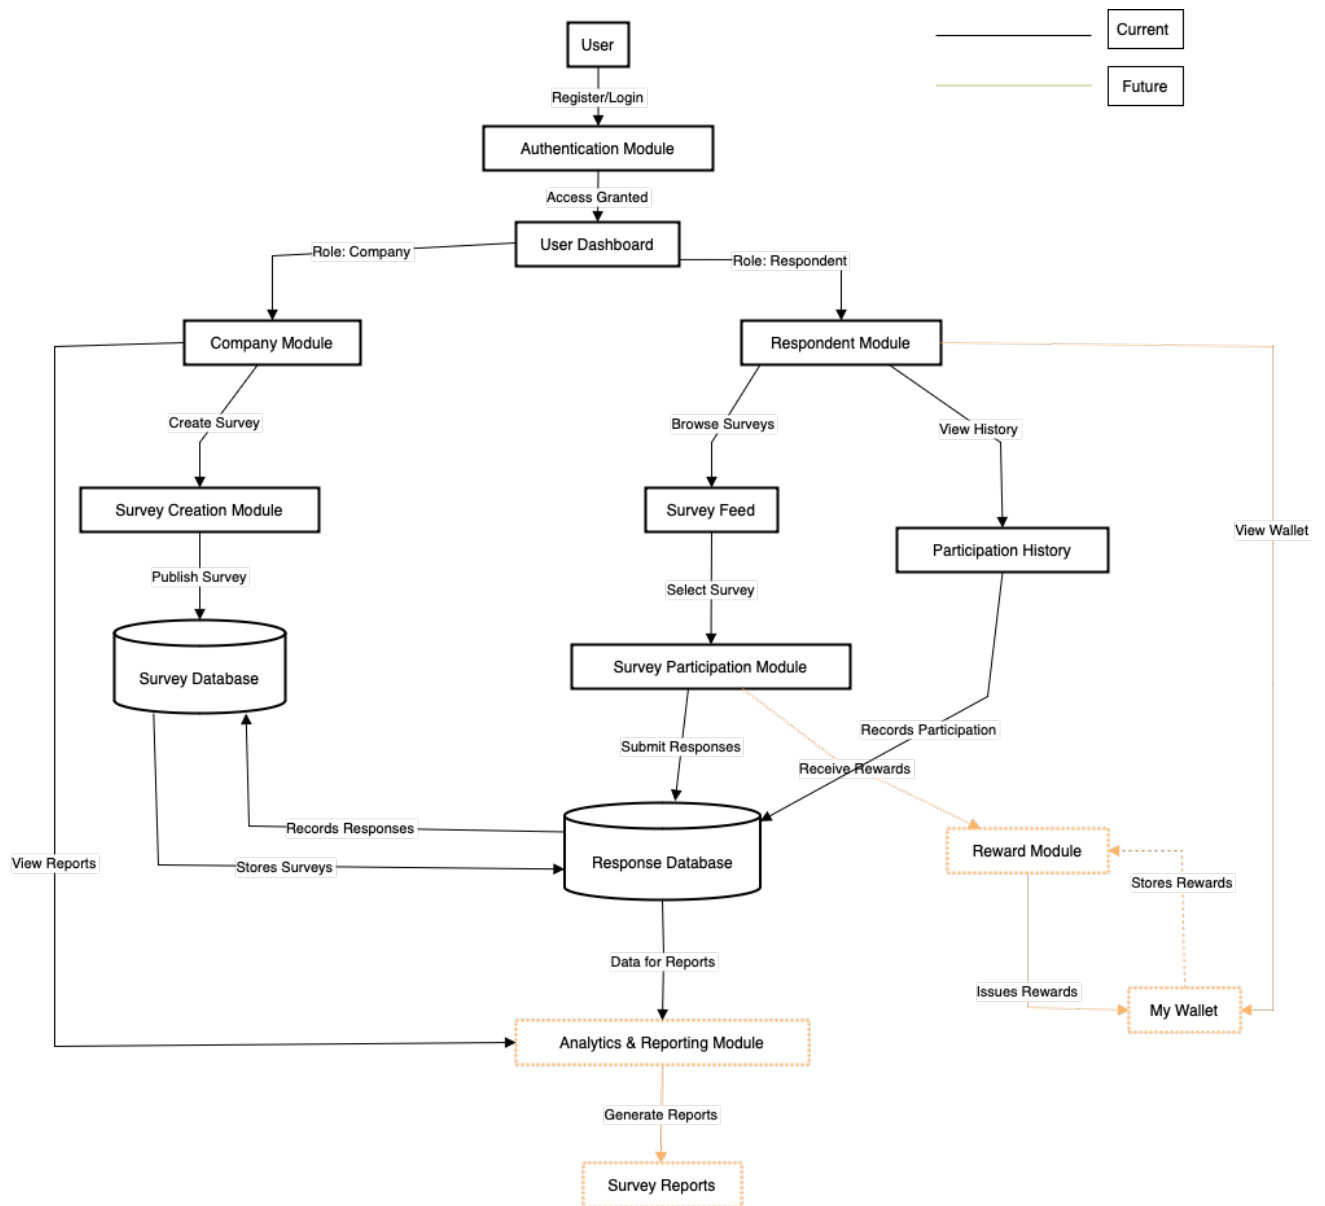 User
Current
Future
Register/Login
Authentication Module
Access Granted
User Dashboard
Role: Company
Role: Respondent
Company Module
Respondent Module
Create Survey
Browse Surveys
View History
Survey Creation Module
Survey Feed
View Wallet
Participation History
Publish Survey
Select Survey
Survey Database
Survey Participation Module
Records Participation
Submit Responses
Receive Rewards
Records Responses
Reward Module
View Reports
Stores Surveys
Response Database
Stores Rewards
Data for Reports
Issues Rewards
My Wallet
Analytics & Reporting Module
Generate Reports
Survey Reports